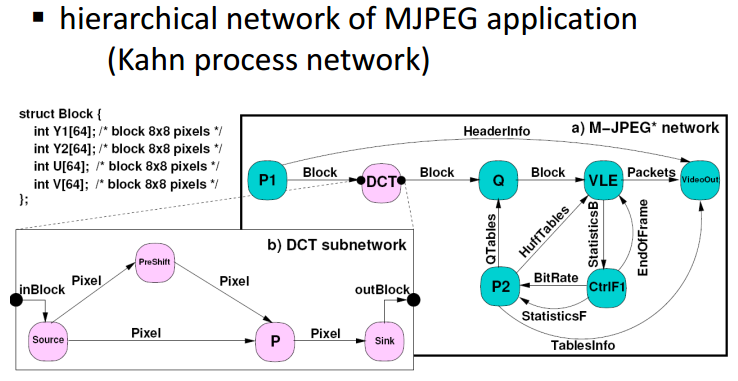 ▪ hierarchical network of MJPEG application
(Kahn process network)
struct Block {
int Y1[64]; /* block 8x8 pixels */
int Y2[64]; /* block 8x8 pixels */
int U[64]; /* block 8x8 pixels */
int V[64]; /* block 8x8 pixels */
};
a) M-JPEG* network
HeaderInfo
P1
Block
DCT
Block
Q
Block
VLE
Packets
VideoOut
QTables
HuffTables
StatisticsB
EndOfFrame
P2
BitRate
CtrlF1
StatisticsF
TablesInfo
b) DCT subnetwork
inBlock
Pixel
PreShift
Pixel
outBlock
Source
Pixel
P
Pixel
Sink